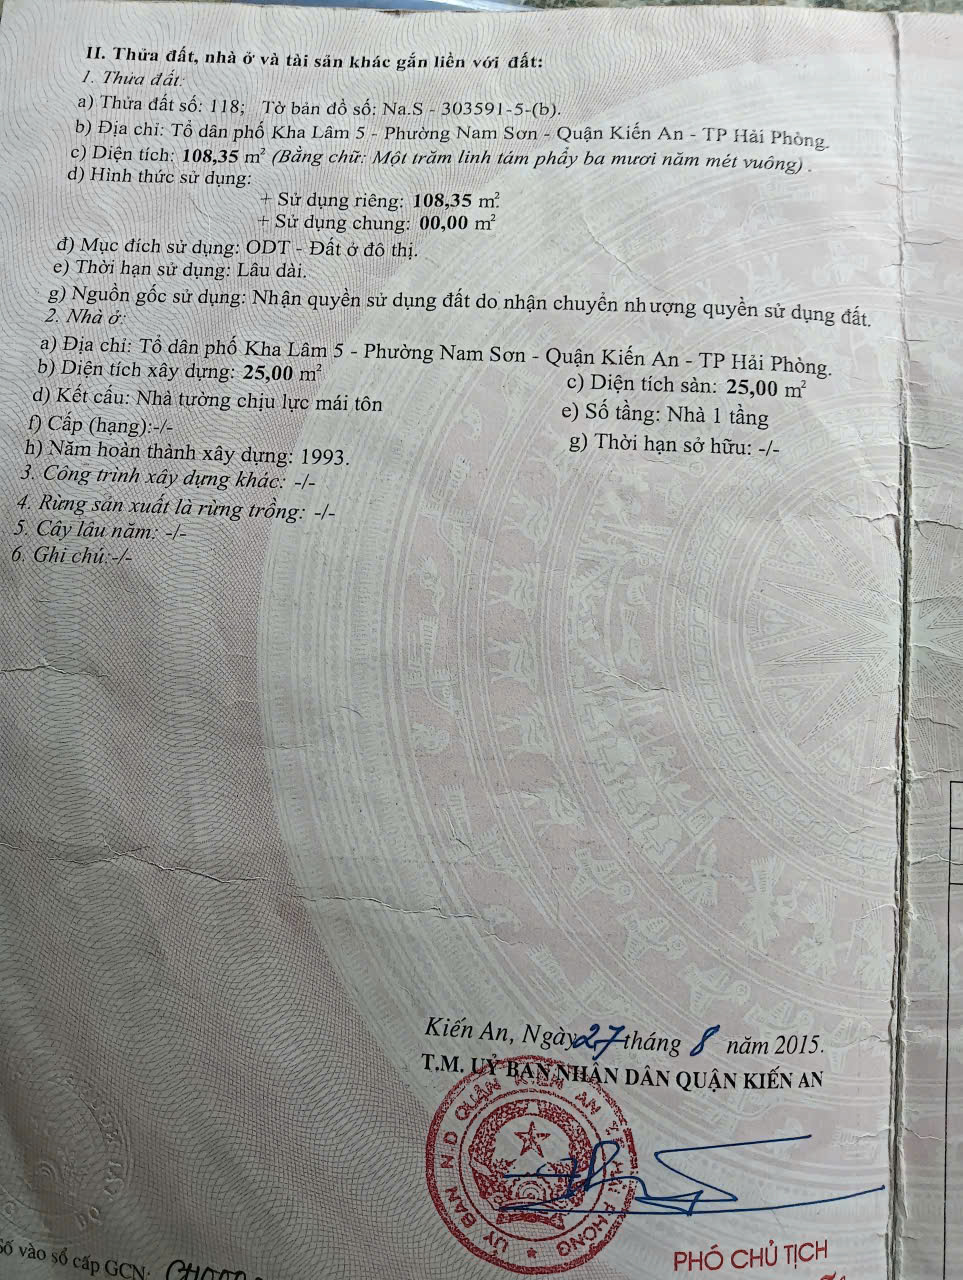 II. Thửa đất, nhà ở và tài sản khác gắn liền với đất:
1. Thửa đất:
a) Thửa đất số: 118; Tờ bản đồ số: Na.S - 303591-5-(b).
b) Địa chỉ: Tổ dân phố Kha Lâm 5 - Phường Nam Sơn - Quận Kiến An - TP Hải Phòng.
c) Diện tích: 108,35 m² (Bằng chữ: Một trăm linh tám phẩy ba mươi năm mét vuông) .
d) Hình thức sử dụng:
+ Sử dụng riêng: 108,35 m².
+ Sử dụng chung: 00,00 m²
đ) Mục đích sử dụng: ODT - Đất ở đô thị.
e) Thời hạn sử dụng: Lâu dài.
g) Nguồn gốc sử dụng: Nhận quyền sử dụng đất do nhận chuyển nhượng quyền sử dụng đất.
2. Nhà ở:
a) Địa chỉ: Tổ dân phố Kha Lâm 5 - Phường Nam Sơn - Quận Kiến An - TP Hải Phòng.
b) Diện tích xây dựng: 25,00 m² c) Diện tích sàn: 25,00 m²
d) Kết cấu: Nhà tường chịu lực mái tôn e) Số tầng: Nhà 1 tầng
f) Cấp (hạng):-/- g) Thời hạn sở hữu: -/-
h) Năm hoàn thành xây dựng: 1993.
3. Công trình xây dựng khác: -/-
4. Rừng sản xuất là rừng trồng: -/-
5. Cây lâu năm: -/-
6. Ghi chú:-/-
Kiến An, Ngày 27 tháng 8 năm 2015.
T.M. UỶ BAN NHÂN DÂN QUẬN KIẾN AN
ỦY BAN N.D QUẬN KIẾN AN HẢI PHÒNG
PHÓ CHỦ TỊCH
Số vào sổ cấp GCN: